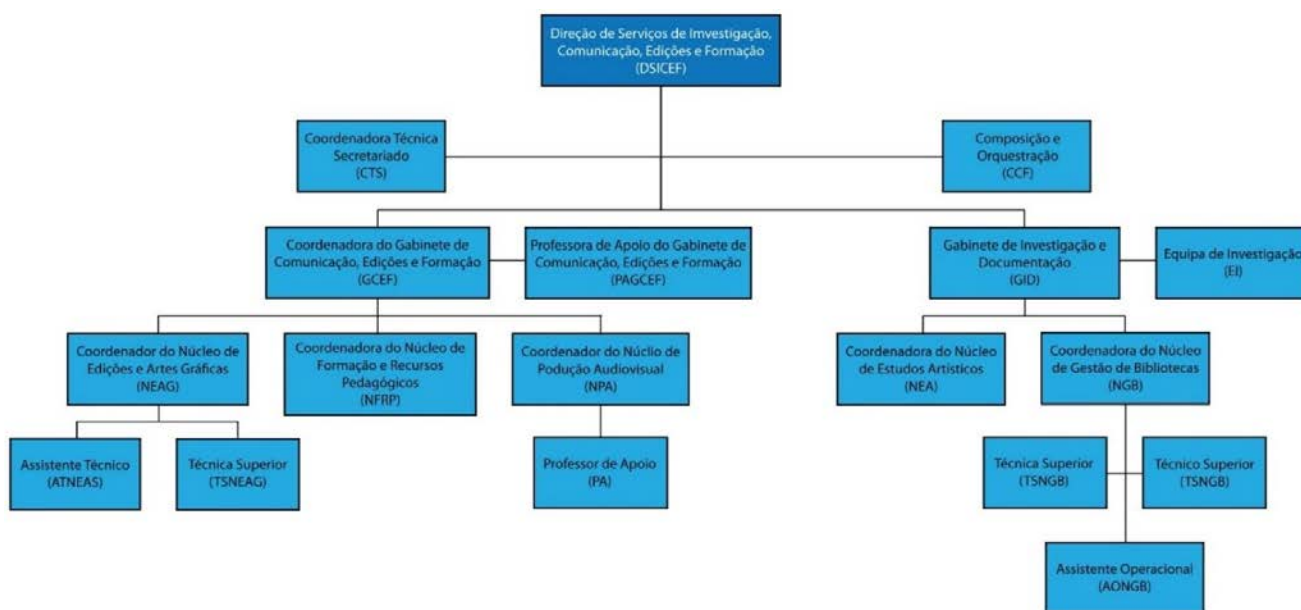 Direção de Serviços de Imvestigação,
Comunicação, Edições e Formação
(DSICEF)
Coordenadora Técnica
Secretariado
(CTS)
Composição e
Orquestração
(CCF)
Coordenadora do Gabinete de
Comunicação, Edições e Formação
(GCEF)
Professora de Apoio do Gabinete de
Comunicação, Edições e Formação
(PAGCEF)
Gabinete de Investigação e
Documentação
(GID)
Equipa de Investigação
(EI)
Coordenador do Núcleo de
Edições e Artes Gráficas
(NEAG)
Coordenadora do Núcleo de
Formação e Recursos
Pedagógicos
(NFRP)
Coordenador do Núclio de
Podução Audiovisual
(NPA)
Coordenadora do Núcleo
de Estudos Artísticos
(NEA)
Coordenadora do Núcleo
de Gestão de Bibliotecas
(NGB)
Assistente Técnico
(ATNEAS)
Técnica Superior
(TSNEAG)
Professor de Apoio
(PA)
Técnica Superior
(TSNGB)
Técnico Superior
(TSNGB)
Assistente Operacional
(AONGB)